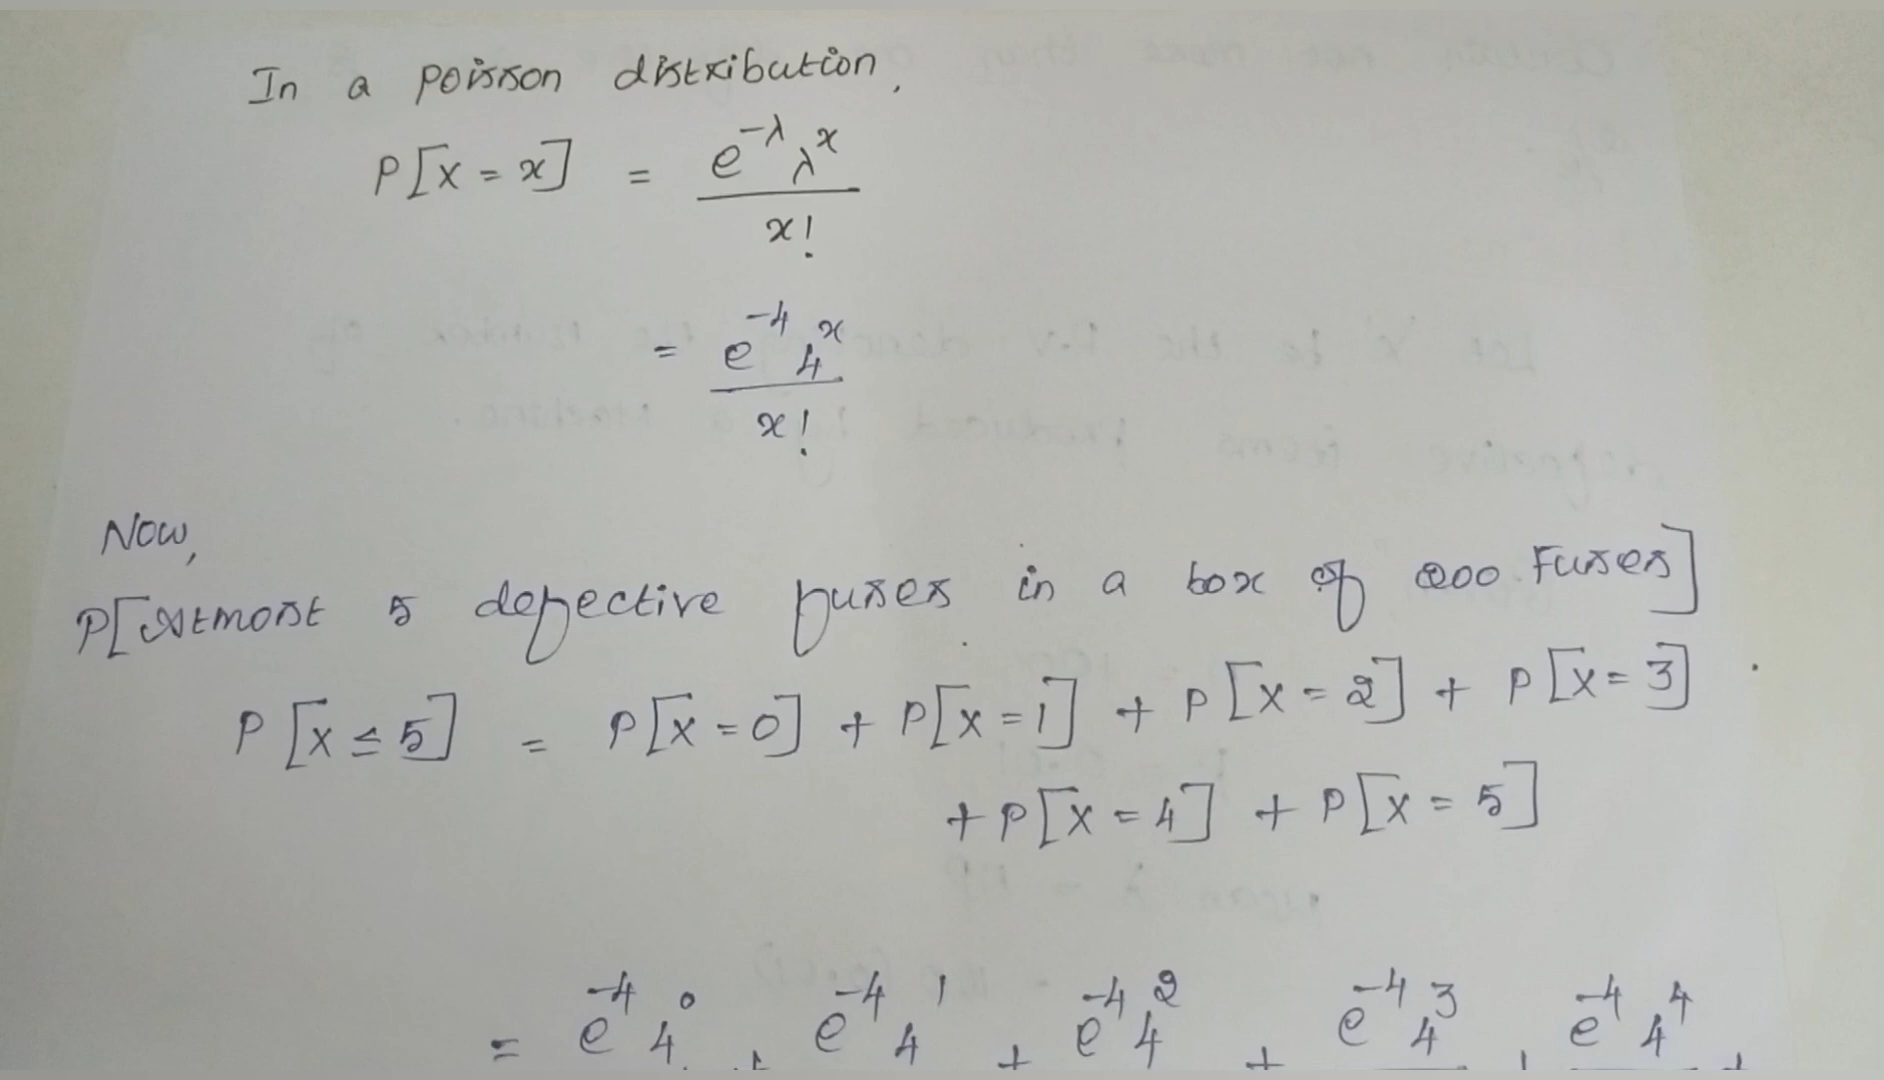 In a poisson distribution,
P[X = x] = e^{-λ} λ^x / x!
= e^{-4} 4^x / x!
Now,
P[Atmost 5 defective fuses in a box of 200 Fuses]
P[X ≤ 5] = P[X = 0] + P[X = 1] + P[X = 2] + P[X = 3]
+ P[X = 4] + P[X = 5]
= e^{-4} 4^0 + e^{-4} 4^1 + e^{-4} 4^2 + e^{-4} 4^3 + e^{-4} 4^4 +